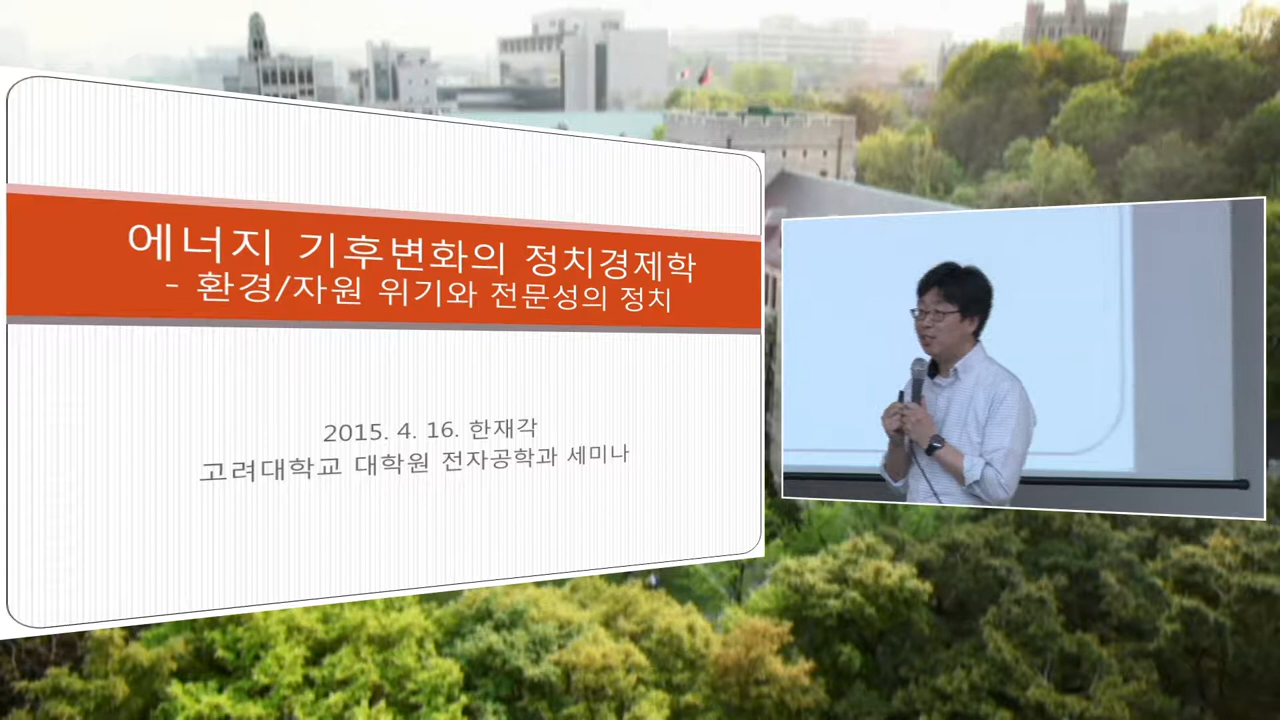 에너지 기후변화의 정치경제학
- 환경/자원 위기와 전문성의 정치
2015. 4. 16. 한재각
고려대학교 대학원 전자공학과 세미나